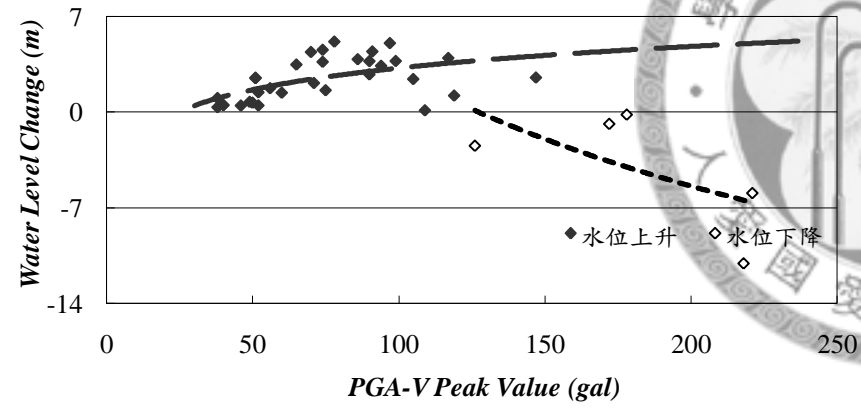 Water Level Change (m)
7
0
-7
-14
0
50
100
150
200
250
水位上升
水位下降
PGA-V Peak Value (gal)